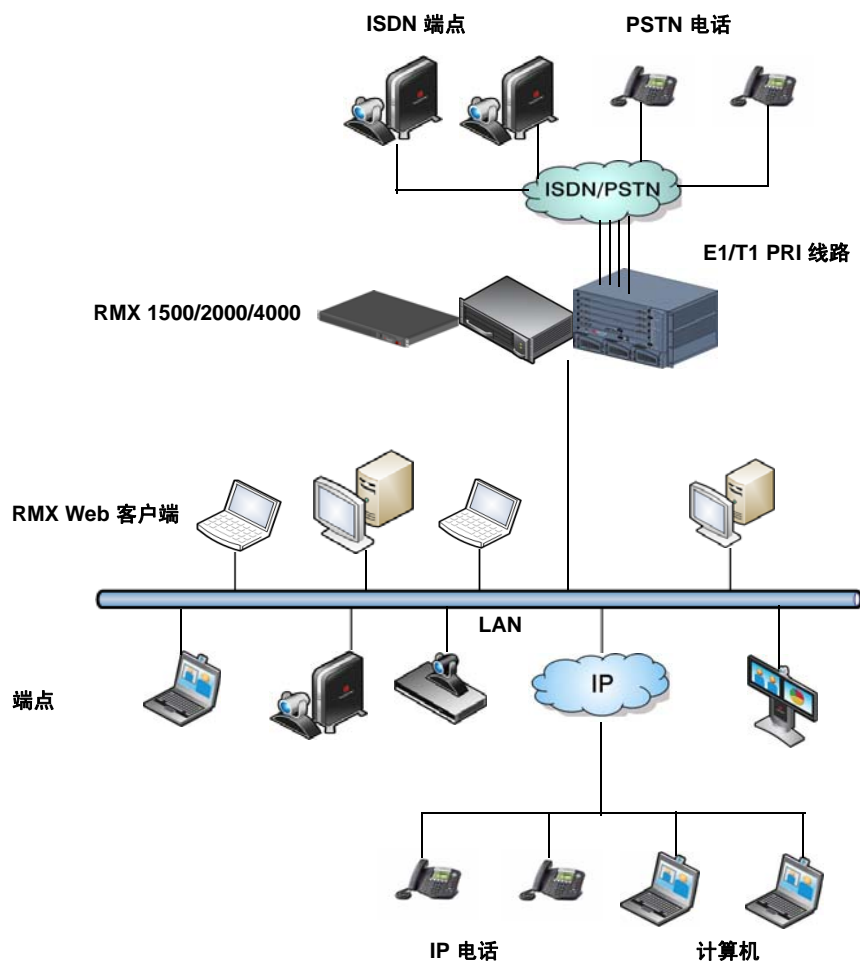 ISDN 端点
PSTN 电话
ISDN/PSTN
E1/T1 PRI 线路
RMX 1500/2000/4000
RMX Web 客户端
LAN
端点
IP
IP 电话
计算机